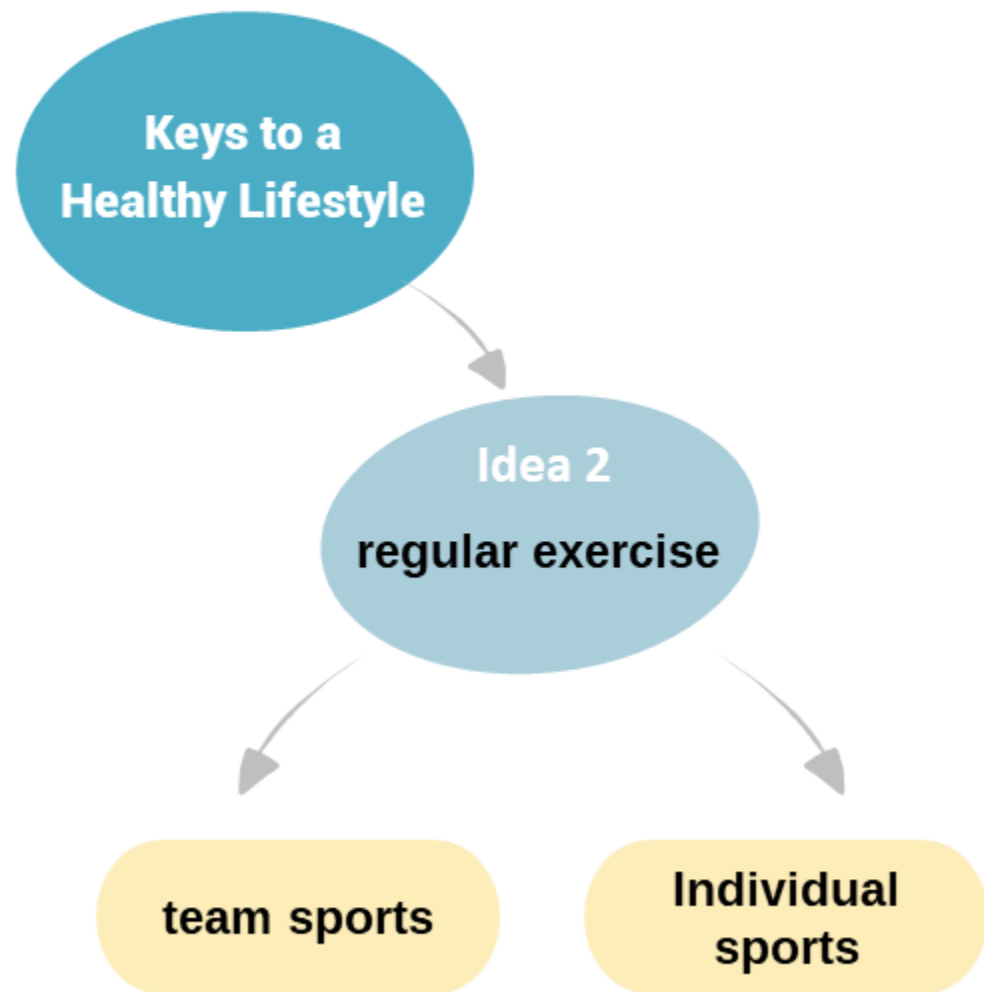 Keys to a
Healthy Lifestyle
Idea 2
regular exercise
team sports
Individual
sports